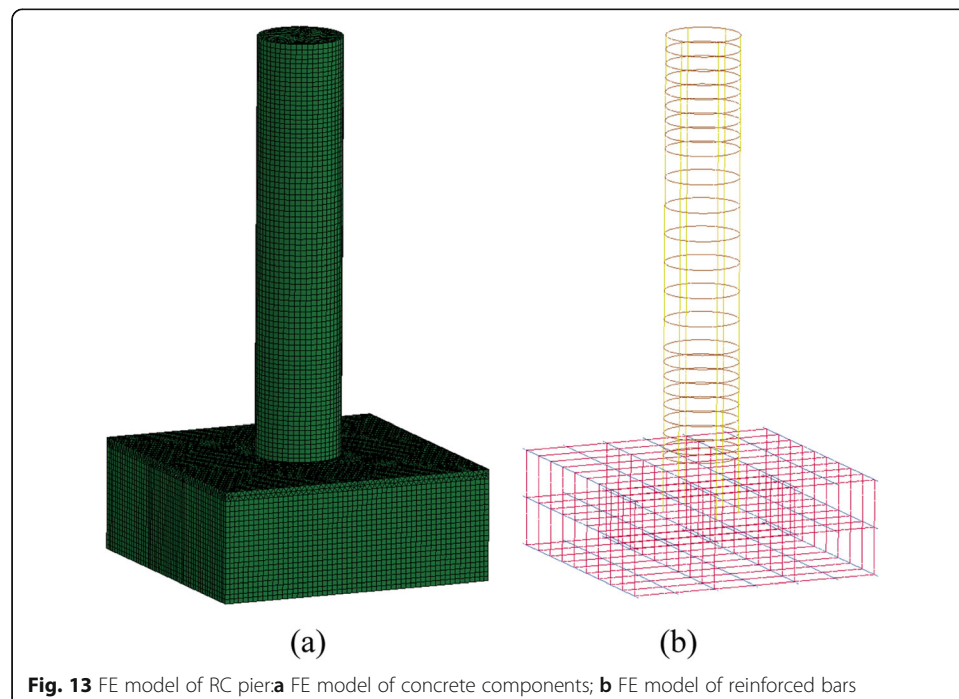 (a) (b)
Fig. 13 FE model of RC pier:a FE model of concrete components; b FE model of reinforced bars